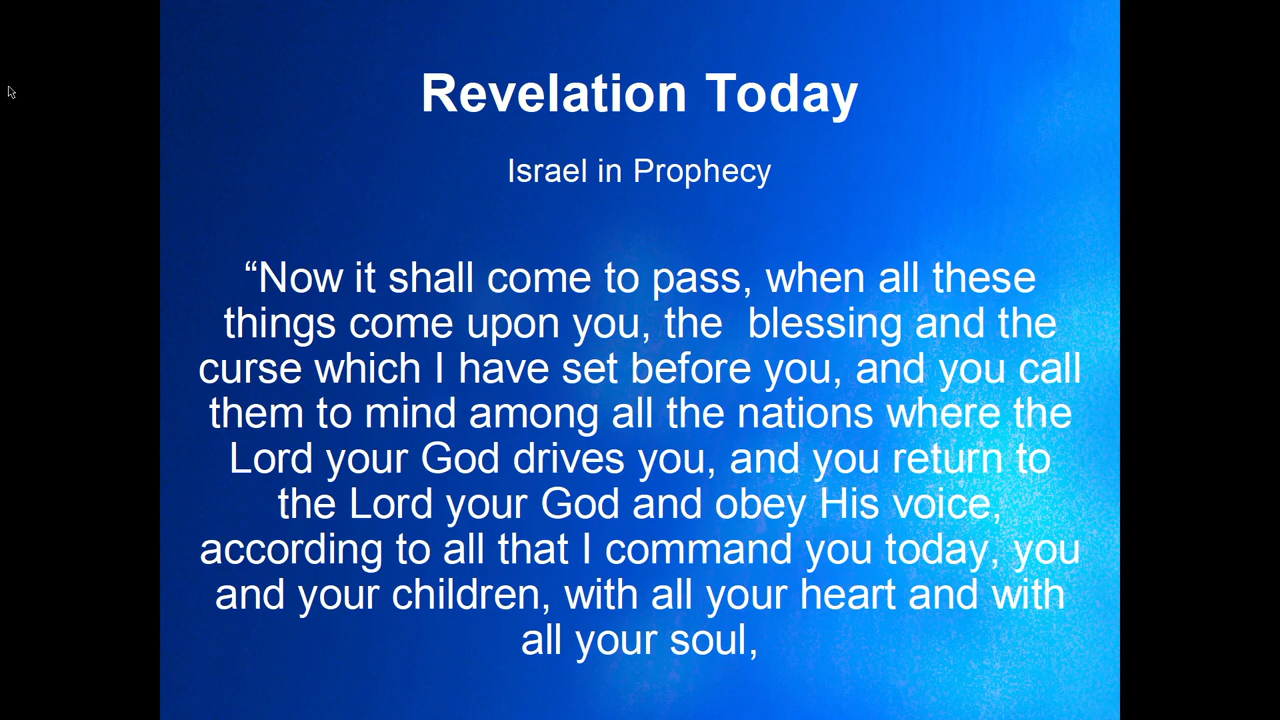 Revelation Today
Israel in Prophecy
“Now it shall come to pass, when all these
things come upon you, the  blessing and the
curse which I have set before you, and you call
them to mind among all the nations where the
Lord your God drives you, and you return to
the Lord your God and obey His voice,
according to all that I command you today, you
and your children, with all your heart and with
all your soul,